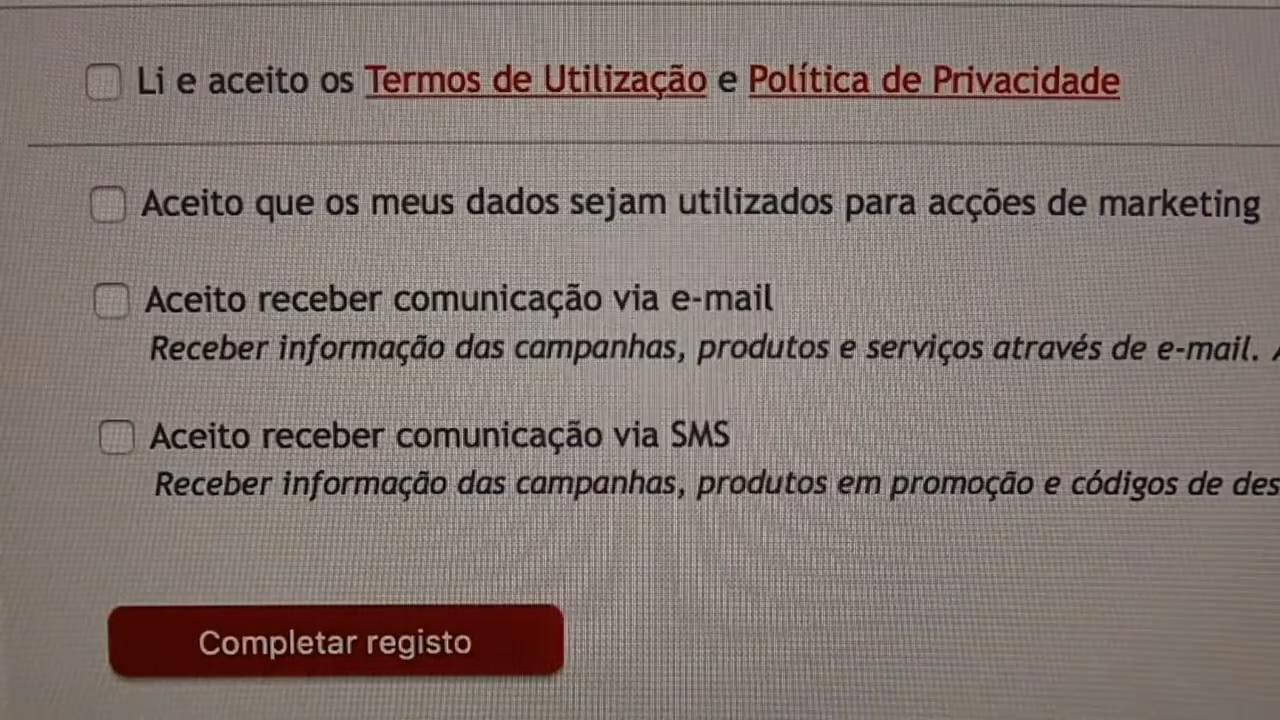 Li e aceito os Termos de Utilização e Política de Privacidade
Aceito que os meus dados sejam utilizados para acções de marketing
Aceito receber comunicação via e-mail
Receber informação das campanhas, produtos e serviços através de e-mail.
Aceito receber comunicação via SMS
Receber informação das campanhas, produtos em promoção e códigos de
Completar registo